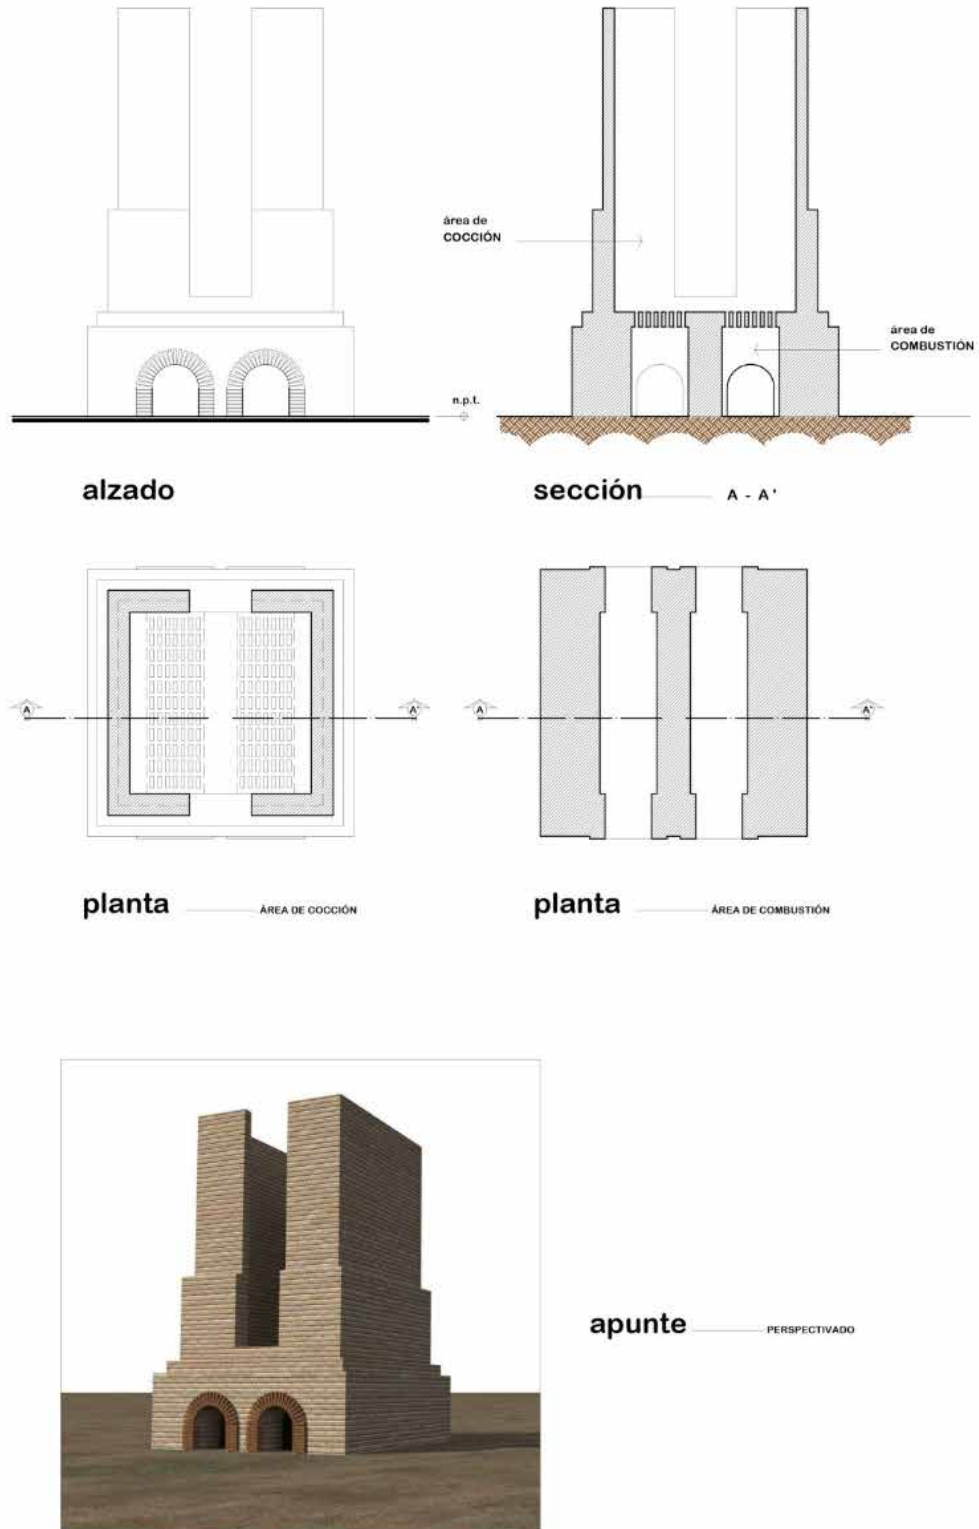 área de
COCCIÓN
área de
COMBUSTIÓN
n.p.t.
alzado
sección A - A'
A A' A A'
planta ÁREA DE COCCIÓN
planta ÁREA DE COMBUSTIÓN
apunte PERSPECTIVADO